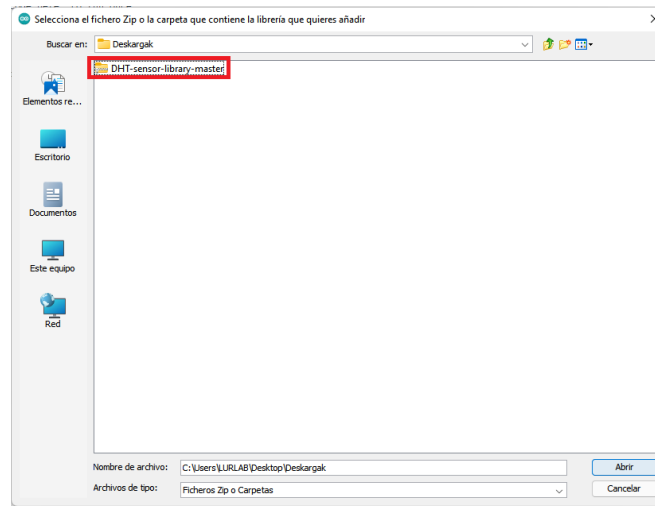 Selecciona el fichero Zip o la carpeta que contiene la librería que quieres añadir
Buscar en: Deskargak
DHT-sensor-library-master
Elementos re...
Escritorio
Documentos
Este equipo
Red
Nombre de archivo: C:\Users\LURLAB\Desktop\Deskargak Abrir
Archivos de tipo: Ficheros Zip o Carpetas Cancelar